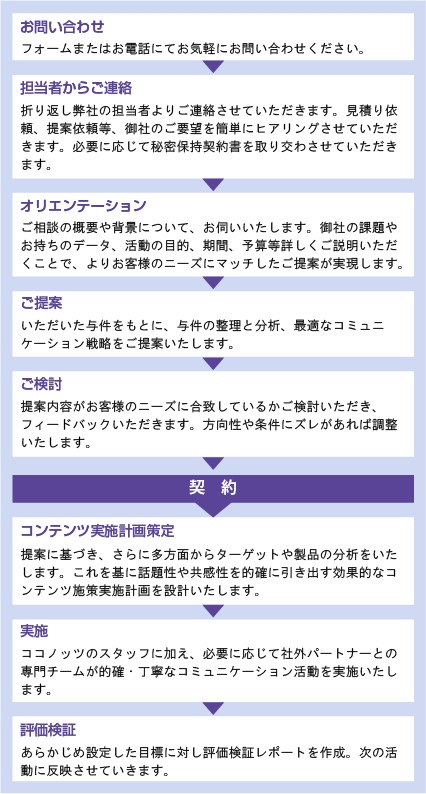 お問い合わせ
フォームまたはお電話にてお気軽にお問い合わせください。
担当者からご連絡
折り返し弊社の担当者よりご連絡させていただきます。見積り依
頼、提案依頼等、御社のご要望を簡単にヒアリングさせていただ
きます。必要に応じて秘密保持契約書を取り交わさせていただき
ます。
オリエンテーション
ご相談の概要や背景について、お伺いいたします。御社の課題や
お持ちのデータ、活動の目的、期間、予算等詳しくご説明いただ
くことで、よりお客様のニーズにマッチしたご提案が実現します。
ご提案
いただいた与件をもとに、与件の整理と分析、最適なコミュニ
ケーション戦略をご提案いたします。
ご検討
提案内容がお客様のニーズに合致しているかご検討いただき、
フィードバックいただきます。方向性や条件にズレがあれば調整
いたします。
契 約
コンテンツ実施計画策定
提案に基づき、さらに多方面からターゲットや製品の分析をいた
します。これを基に話題性や共感性を的確に引き出す効果的なコ
ンテンツ施策実施計画を設計いたします。
実施
ココノッツのスタッフに加え、必要に応じて社外パートナーとの
専門チームが的確・丁寧なコミュニケーション活動を実施いたし
ます。
評価検証
あらかじめ設定した目標に対し評価検証レポートを作成。次の活
動に反映させていきます。